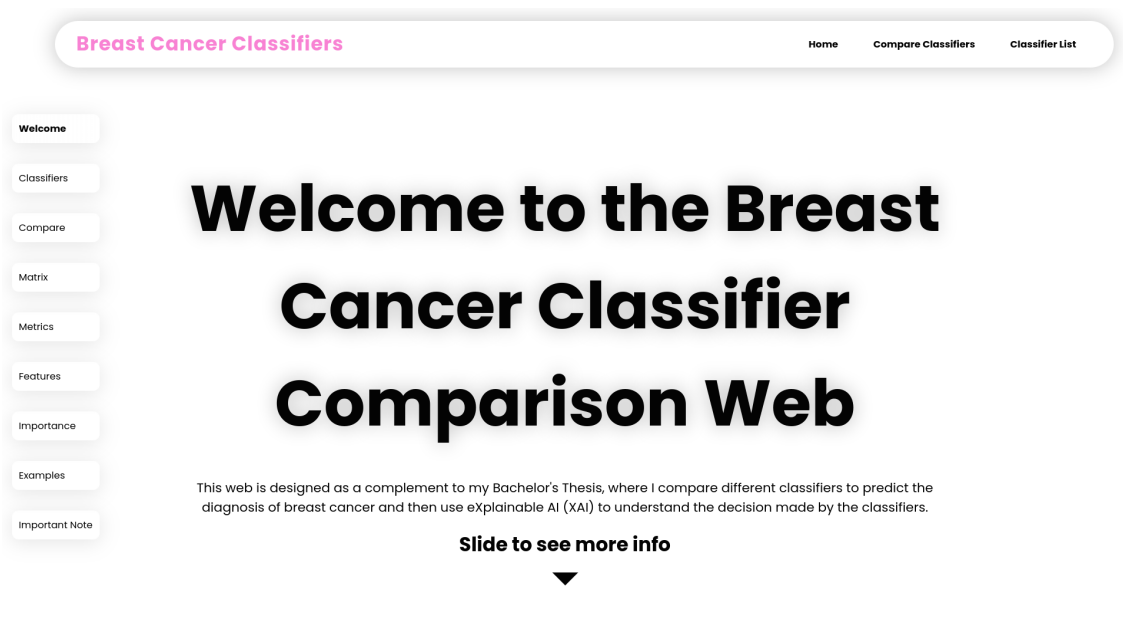 Breast Cancer Classifiers
Home
Compare Classifiers
Classifier List
Welcome
Classifiers
Compare
Matrix
Metrics
Features
Importance
Examples
Important Note
Welcome to the Breast
Cancer Classifier
Comparison Web
This web is designed as a complement to my Bachelor's Thesis, where I compare different classifiers to predict the
diagnosis of breast cancer and then use eXplainable AI (XAI) to understand the decision made by the classifiers.
Slide to see more info